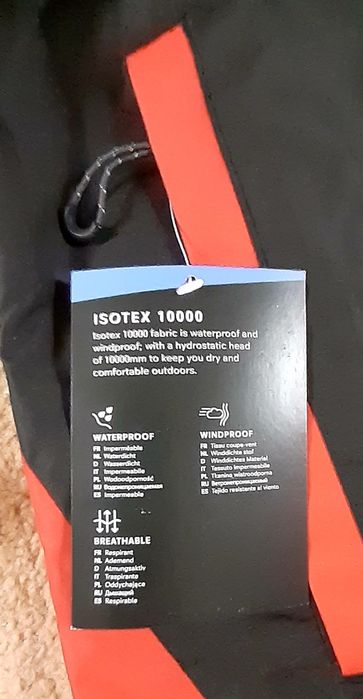 ISOTEX 10000
Isotex 10000 fabric is waterproof and
windproof; with a hydrostatic head
of 10000mm to keep you dry and
comfortable outdoors.
WATERPROOF
FR Imperméable
NL Waterdicht
D Wasserdicht
IT Impermeabile
PL Wodoodporność
RU Водонепроницаемая
ES Impermeable
WINDPROOF
FR Tissu coupe-vent
NL Winddichte stof
D Winddichtes Material
IT Tessuto impermeabile
PL Tkanina wiatroodporna
RU Ветронепроницаемый
ES Tejido resistente al viento
BREATHABLE
FR Respirant
NL Ademend
D Atmungsaktiv
IT Traspirante
PL Oddychające
RU Дышащий
ES Respirable